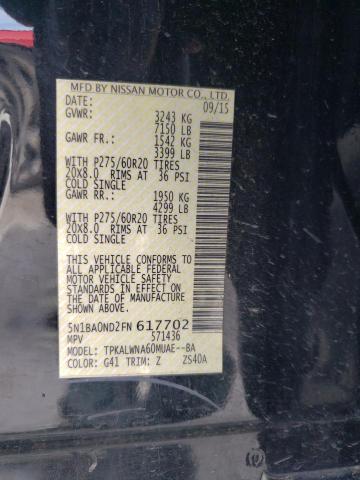 MFD BY NISSAN MOTOR CO., LTD.
DATE: 09/15
GVWR: 3243 KG
7150 LB
GAWR FR.: 1542 KG
3399 LB
WITH P275/60R20 TIRES
20X8.0 RIMS AT 36 PSI
COLD SINGLE
GAWR RR.: 1950 KG
4299 LB
WITH P275/60R20 TIRES
20X8.0 RIMS AT 36 PSI
COLD SINGLE
THIS VEHICLE CONFORMS TO
ALL APPLICABLE FEDERAL
MOTOR VEHICLE SAFETY
STANDARDS IN EFFECT ON
THE DATE OF MANUFACTURE
SHOWN ABOVE.
5N1BA0ND2FN 617702
MPV 571436
MODEL: TPKALWNA60MUAE--BA
COLOR: G41 TRIM: Z ZS40A